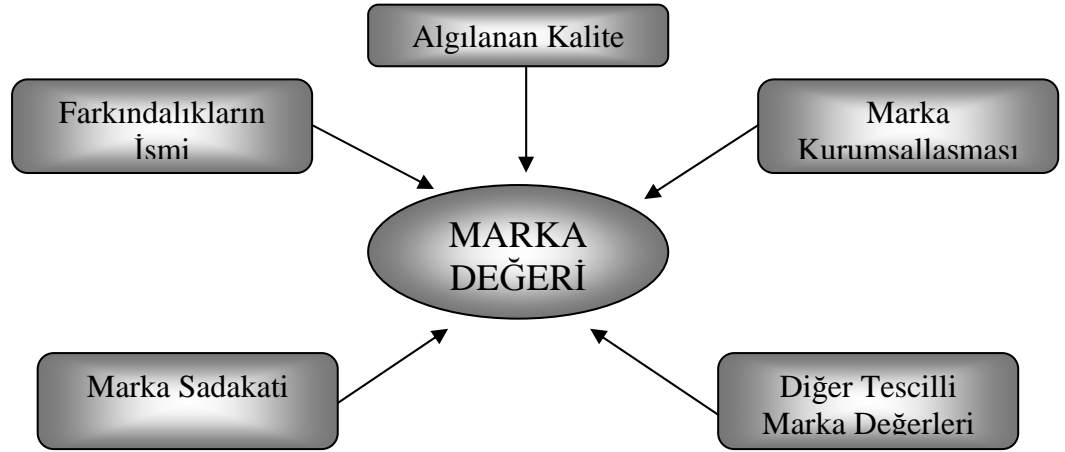 Algılanan Kalite
Farkındalıkların
İsmi
Marka
Kurumsallaşması
MARKA
DEĞERİ
Marka Sadakati
Diğer Tescilli
Marka Değerleri